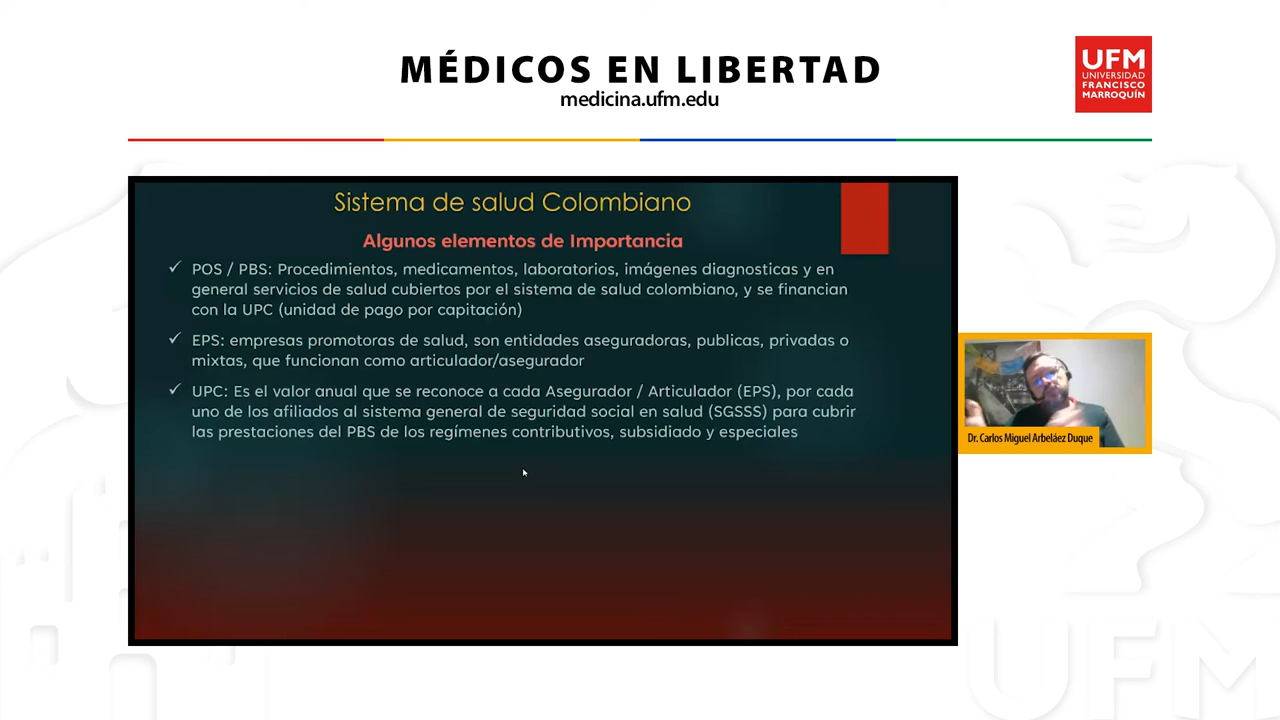 MÉDICOS EN LIBERTAD
medicina.ufm.edu
UFM
UNIVERSIDAD
FRANCISCO
MARROQUÍN
Sistema de salud Colombiano
Algunos elementos de Importancia
POS / PBS: Procedimientos, medicamentos, laboratorios, imágenes diagnosticas y en
general servicios de salud cubiertos por el sistema de salud colombiano, y se financian
con la UPC (unidad de pago por capitación)
EPS: empresas promotoras de salud, son entidades aseguradoras, publicas, privadas o
mixtas, que funcionan como articulador/asegurador
UPC: Es el valor anual que se reconoce a cada Asegurador / Articulador (EPS), por cada
uno de los afiliados al sistema general de seguridad social en salud (SGSSS) para cubrir
las prestaciones del PBS de los regímenes contributivos, subsidiado y especiales
Dr. Carlos Miguel Arbeláez Duque
UFM